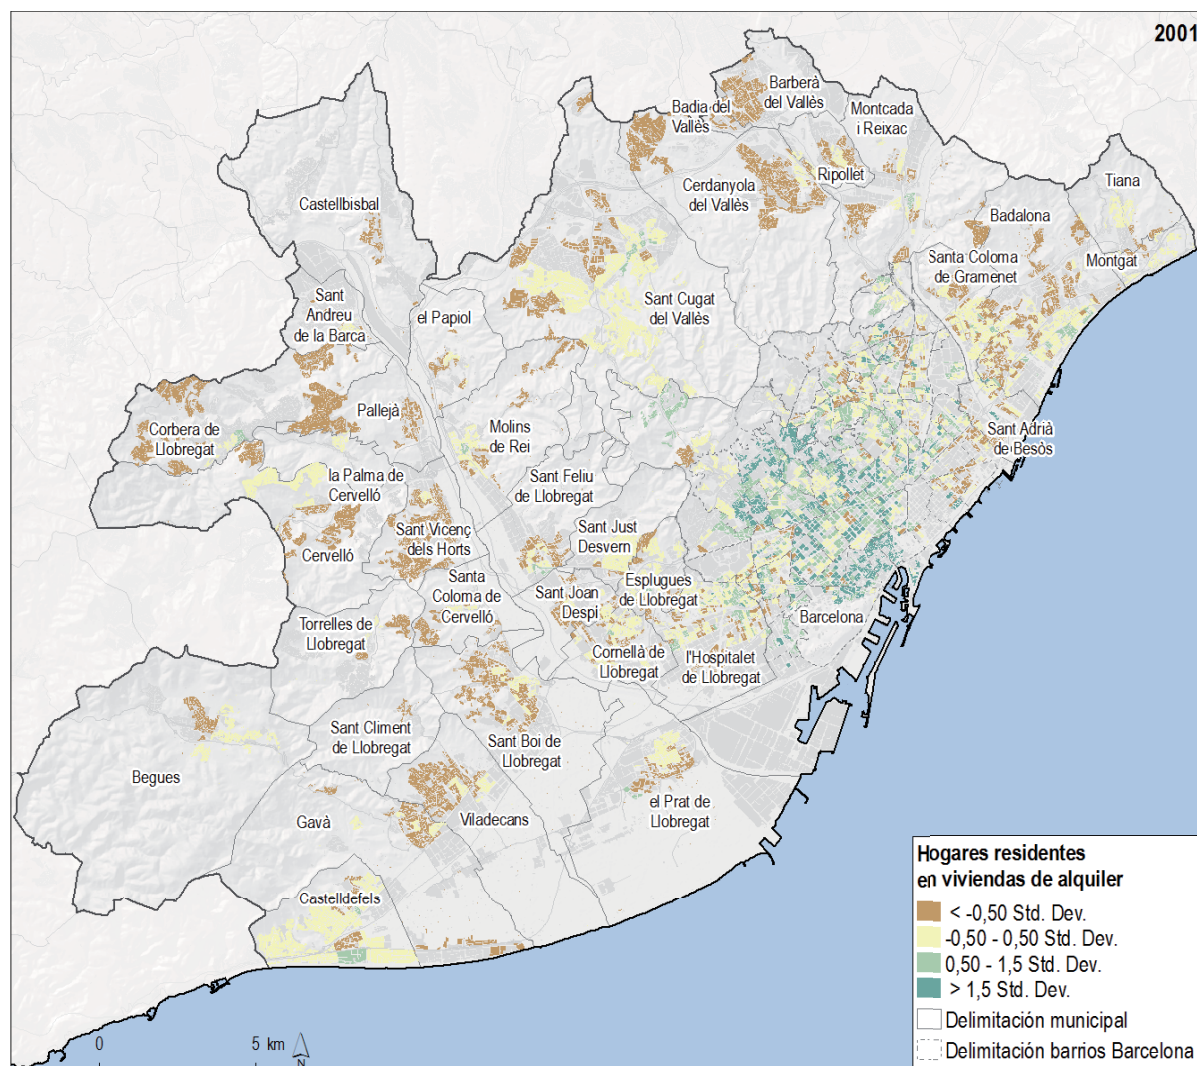 2001
Barberà
del Vallès
Badia del
Vallès
Montcada
i Reixac
Ripollet
Cerdanyola
del Vallès
Tiana
Castellbisbal
Badalona
Santa Coloma
de Gramenet
Montgat
Sant
Andreu
de la Barca
el Papiol
Sant Cugat
del Vallès
Pallejà
Corbera de
Llobregat
Molins
de Rei
Sant Adrià
de Besòs
la Palma de
Cervelló
Sant Feliu
de Llobregat
Sant Vicenç
dels Horts
Sant Just
Desvern
Cervelló
Santa
Coloma de
Cervelló
Sant Joan
Despí
Esplugues
de Llobregat
Barcelona
Torrelles de
Llobregat
Cornellà de
Llobregat
l'Hospitalet
de Llobregat
Sant Climent
de Llobregat
Sant Boi de
Llobregat
Begues
Gavà
Viladecans
el Prat de
Llobregat
Castelldefels
Hogares residentes
en viviendas de alquiler
< -0,50 Std. Dev.
-0,50 - 0,50 Std. Dev.
0,50 - 1,5 Std. Dev.
> 1,5 Std. Dev.
Delimitación municipal
Delimitación barrios Barcelona
0 5 km
N